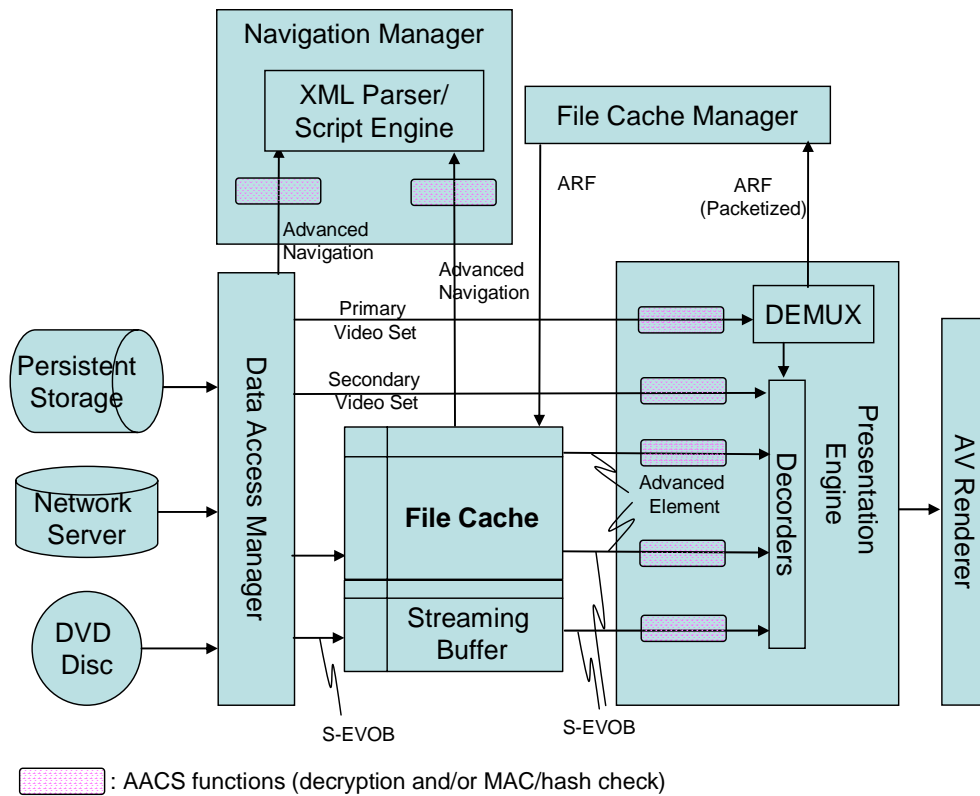 Navigation Manager
XML Parser/
Script Engine
File Cache Manager
ARF
ARF
(Packetized)
Advanced
Navigation
Advanced
Navigation
Primary
Video Set
DEMUX
Persistent
Storage
Secondary
Video Set
Data Access Manager
Network
Server
File Cache
Advanced
Element
Decorders
Presentation
Engine
AV Renderer
DVD
Disc
Streaming
Buffer
S-EVOB
S-EVOB
: AACS functions (decryption and/or MAC/hash check)